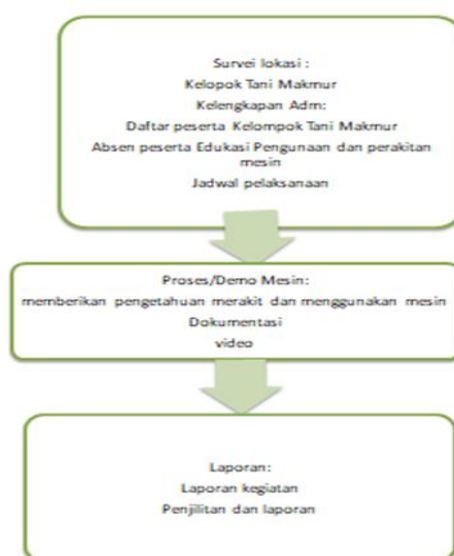 Survei lokasi :
Kelopok Tani Makmur
Kelengkapan Adm:
Daftar peserta Kelompok Tani Makmur
Absen peserta Edukasi Pengunaan dan perakitan
mesin
Jadwal pelaksanaan
Proses/Demo Mesin:
memberikan pengetahuan merakit dan menggunakan mesin
Dokumentasi
video
Laporan:
Laporan kegiatan
Penjilitan dan laporan